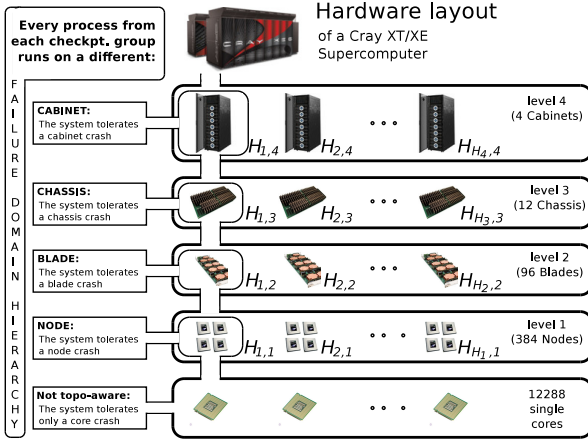 Hardware layout
of a Cray XT/XE
Supercomputer
Every process from
each checkpt. group
runs on a different:
FAILURE DOMAIN HIERARCHY
CABINET:
The system tolerates
a cabinet crash
H1,4
H2,4
HH4,4
level 4
(4 Cabinets)
CHASSIS:
The system tolerates
a chassis crash
H1,3
H2,3
HH3,3
level 3
(12 Chassis)
BLADE:
The system tolerates
a blade crash
H1,2
H2,2
HH2,2
level 2
(96 Blades)
NODE:
The system tolerates
a node crash
H1,1
H2,1
HH1,1
level 1
(384 Nodes)
Not topo-aware:
The system tolerates
only a core crash
12288
single
cores